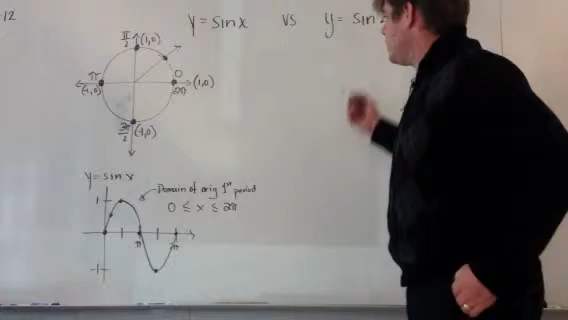 -12
y = sin x vs y = sin
π/2 (1,0)
π 0
(-1,0) 2π (1,0)
3π/2 (-1,0)
y = sin x
Domain of orig 1st period
1
0 ≤ x ≤ 2π
π 2π
-1